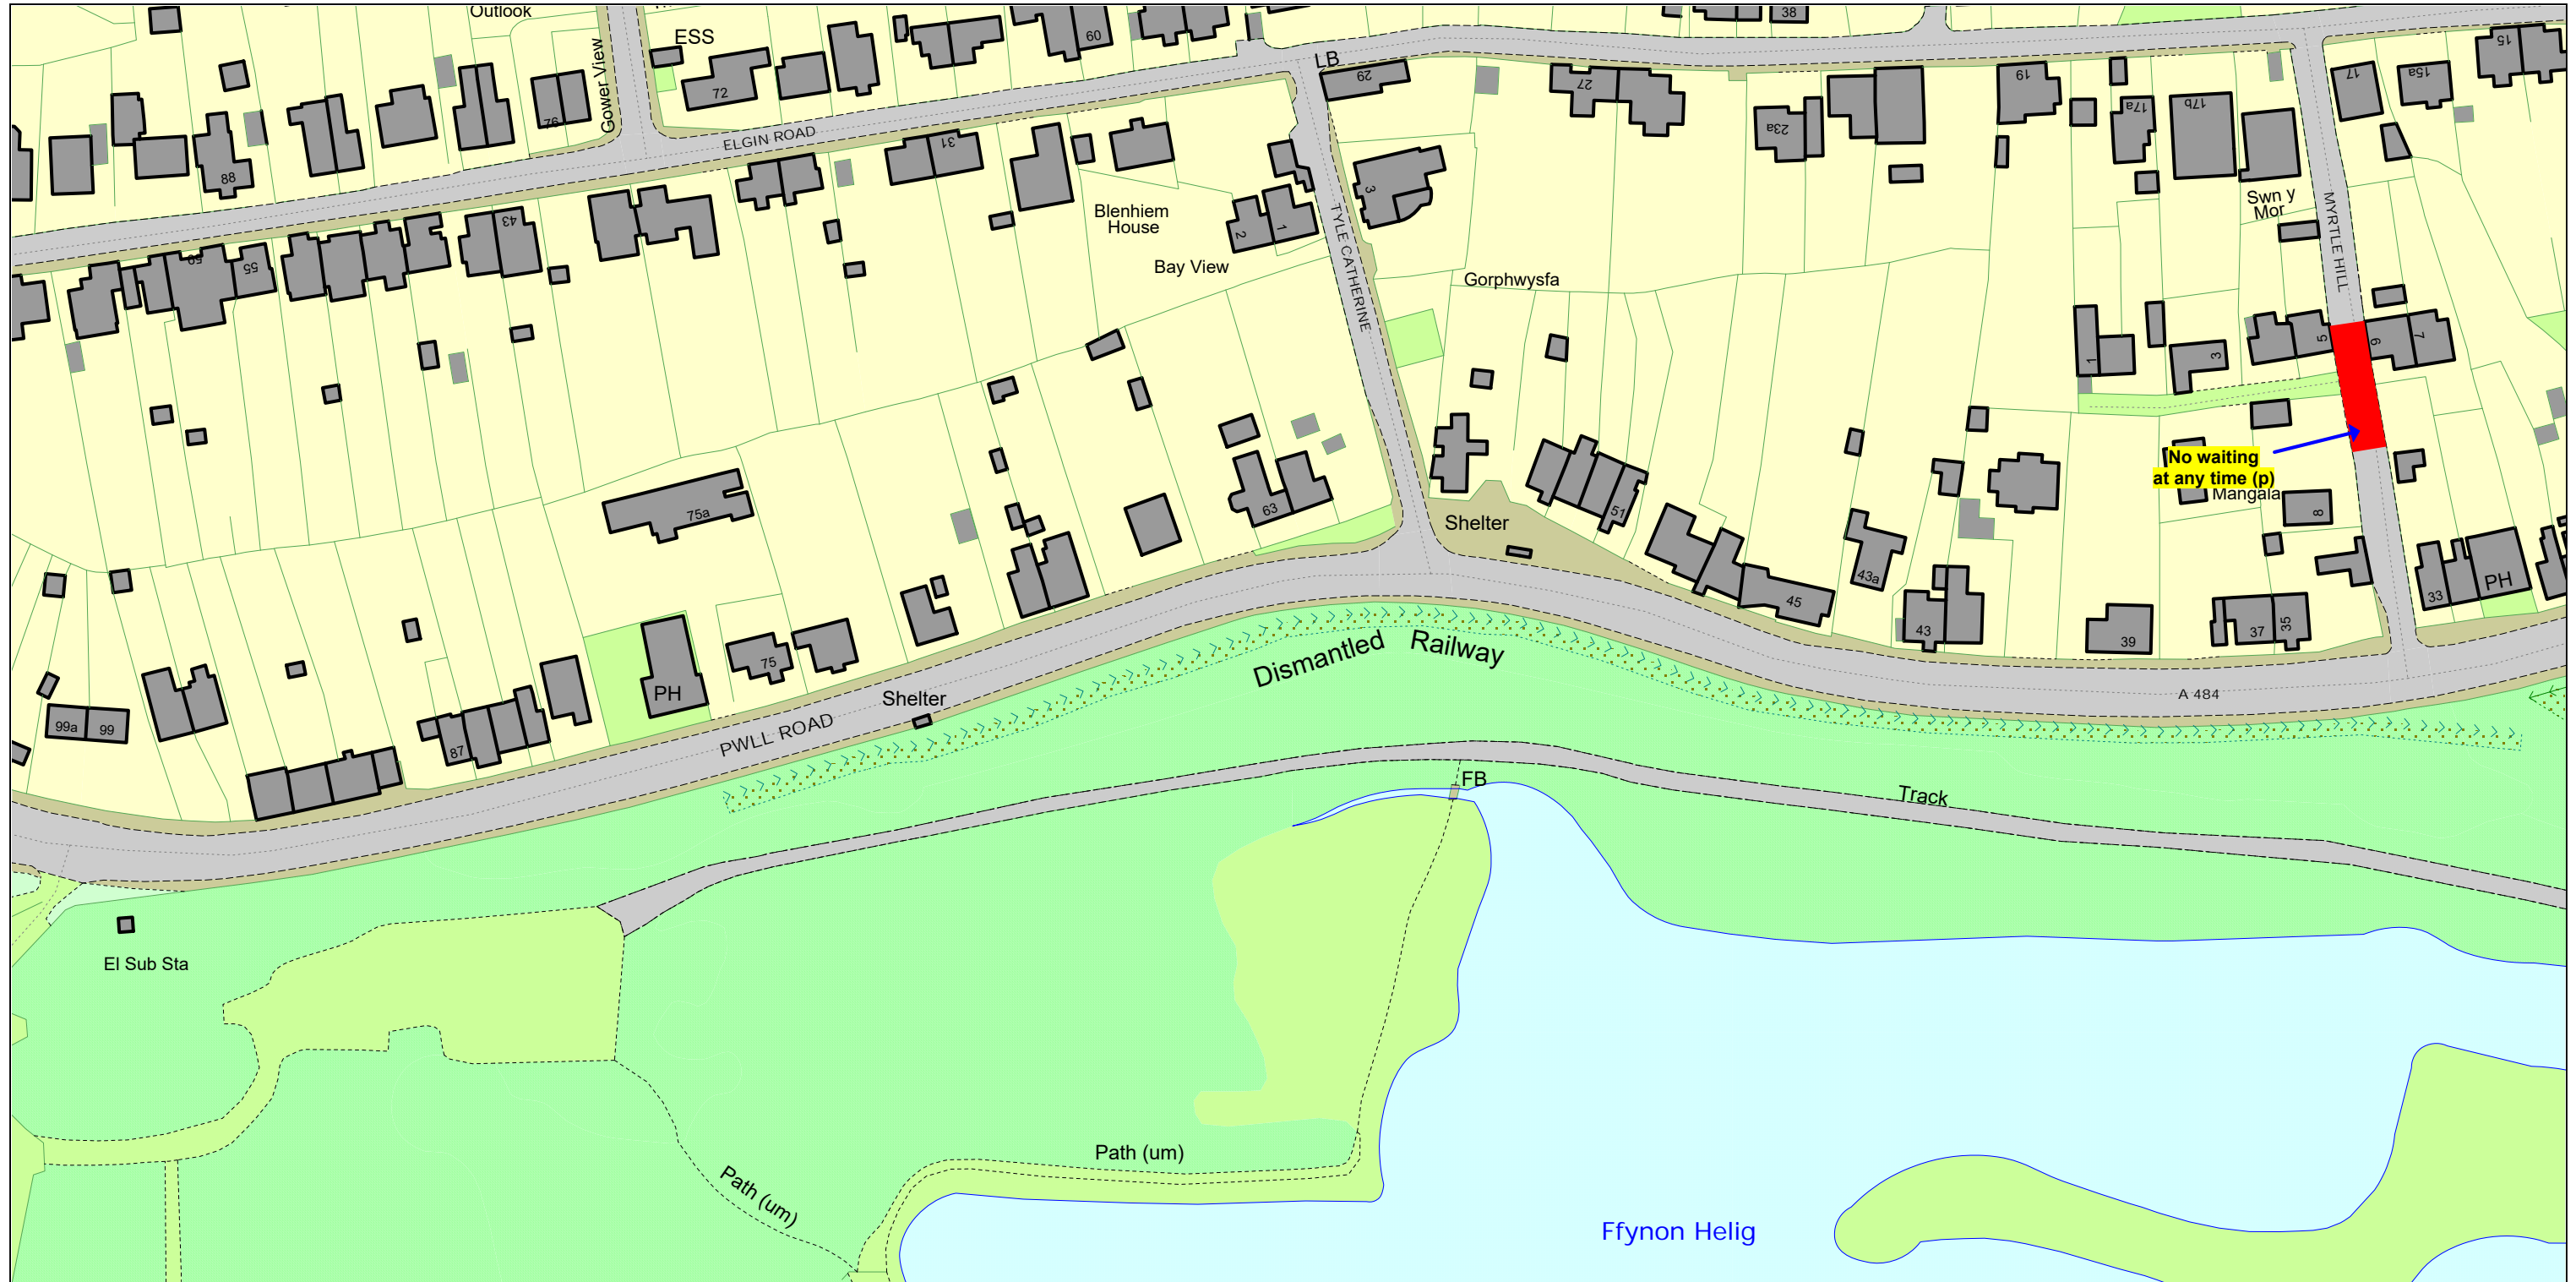 Outlook
Gower View
ESS
72
76
88
60
LB
29
38
27
23a
19
17a
17b
17
15a
15
ELGIN ROAD
31
43
59
55
Blenhiem
House
Bay View
2
1
3
TYLE CATHERINE
Gorphwysfa
Swn y
Mor
MYRTLE HILL
1
3
5
6
7
No waiting
at any time (p)
Mangala
8
75a
63
Shelter
51
43a
45
43
39
37
35
33
PH
PH
75
Shelter
99a
99
87
PWLL ROAD
Dismantled Railway
A 484
FB
Track
El Sub Sta
Path (um)
Path (um)
Ffynon Helig